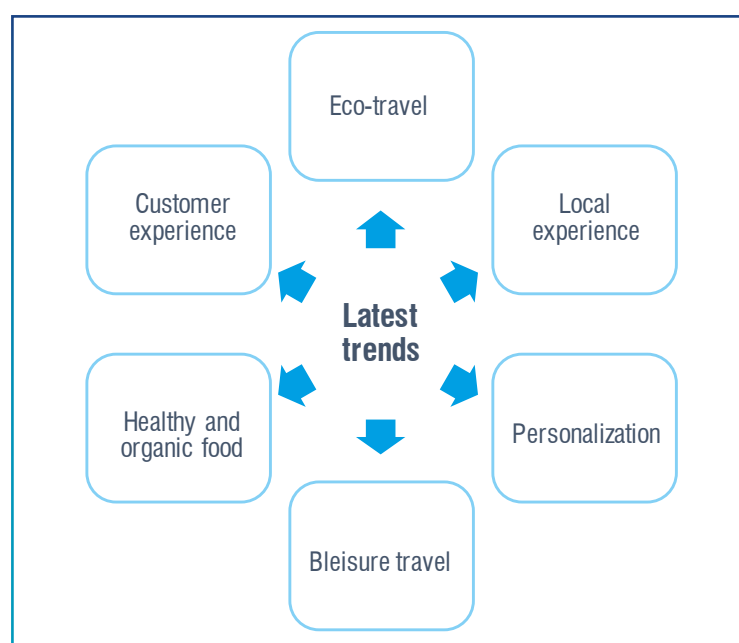 Eco-travel
Customer
experience
Local
experience
Latest
trends
Healthy and
organic food
Personalization
Bleisure travel